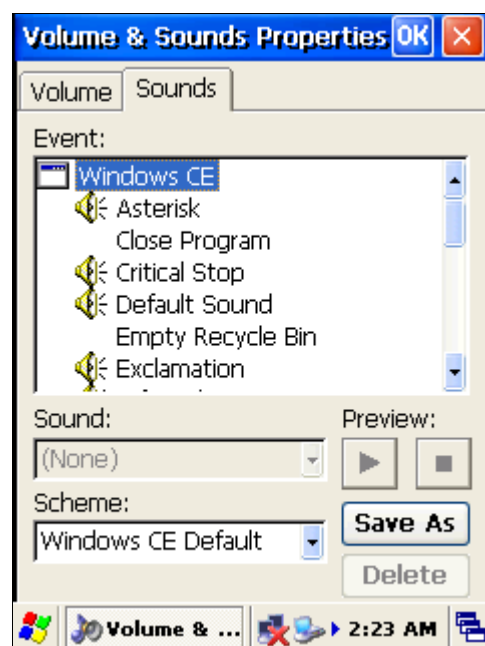 Volume & Sounds Properties OK
Volume Sounds
Event:
Windows CE
Asterisk
Close Program
Critical Stop
Default Sound
Empty Recycle Bin
Exclamation
Sound: Preview:
(None)
Scheme:
Save As
Windows CE Default
Delete
Volume & ... 2:23 AM